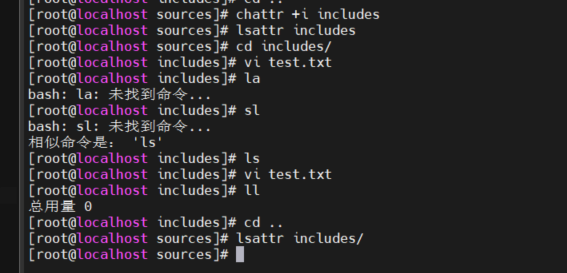 [root@localhost includes]# cd ..
[root@localhost sources]# chattr +i includes
[root@localhost sources]# lsattr includes
[root@localhost sources]# cd includes/
[root@localhost includes]# vi test.txt
[root@localhost includes]# la
bash: la: 未找到命令...
[root@localhost includes]# sl
bash: sl: 未找到命令...
相似命令是： 'ls'
[root@localhost includes]# ls
[root@localhost includes]# vi test.txt
[root@localhost includes]# ll
总用量 0
[root@localhost includes]# cd ..
[root@localhost sources]# lsattr includes/
[root@localhost sources]#